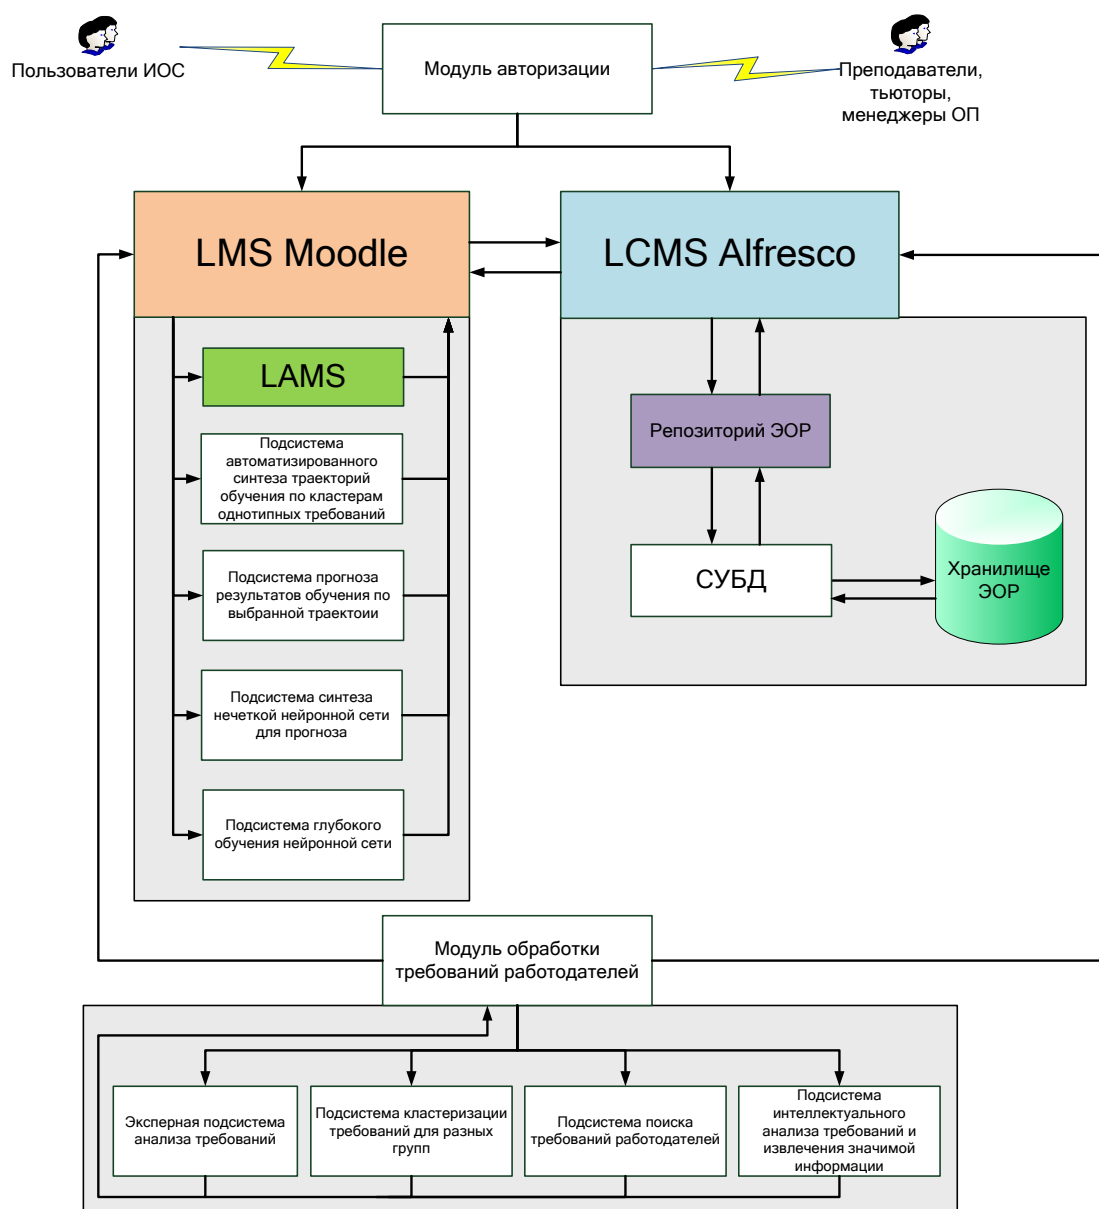 Пользователи ИОС
Модуль авторизации
Преподаватели,
тьюторы,
менеджеры ОП
LMS Moodle
LCMS Alfresco
LAMS
Подсистема
автоматизированного
синтеза траекторий
обучения по кластерам
однотипных требований
Подсистема прогноза
результатов обучения по
выбранной траектоии
Подсистема синтеза
нечеткой нейронной сети
для прогноза
Подсистема глубокого
обучения нейронной сети
Репозиторий ЭОР
СУБД
Хранилище
ЭОР
Модуль обработки
требований работодателей
Эксперная подсистема
анализа требований
Подсистема кластеризации
требований для разных
групп
Подсистема поиска
требований работодателей
Подсистема
интеллектуального
анализа требований и
извлечения значимой
информации